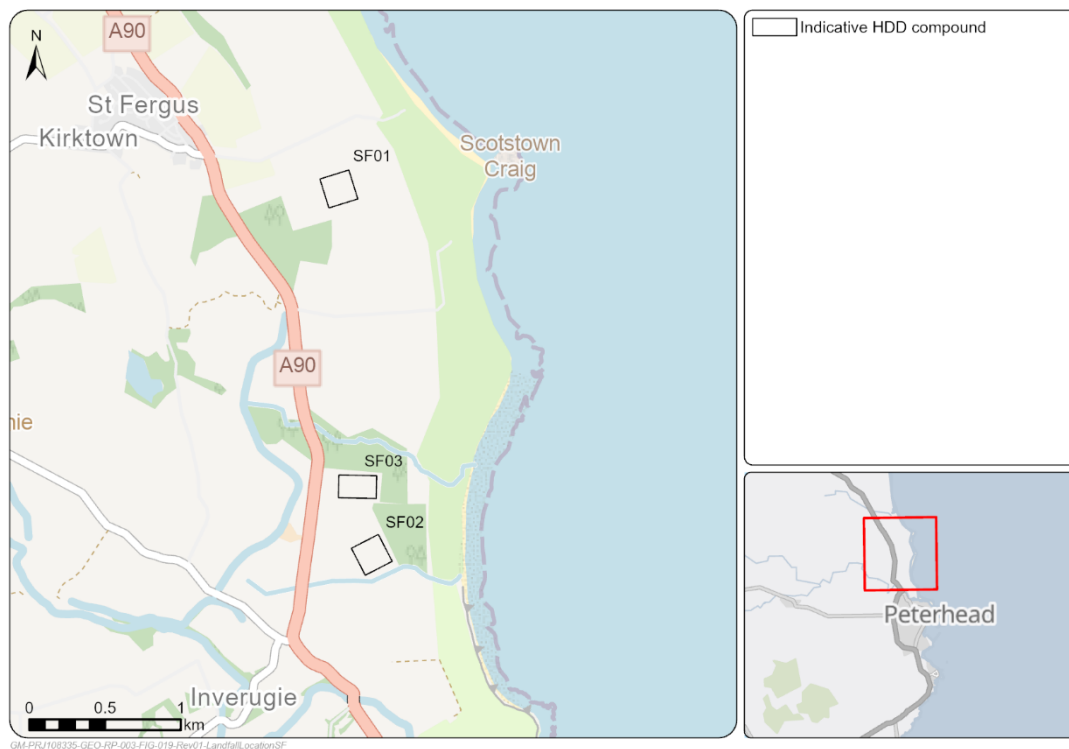 A90
N
St Fergus
Kirktown
Scotstown
Craig
SF01
A90
nie
SF03
SF02
Inverugie
0 0.5 1
km
GM-PRJ108335-GEO-RP-003-FIG-019-Rev01-LandfallLocationSF
Indicative HDD compound
Peterhead